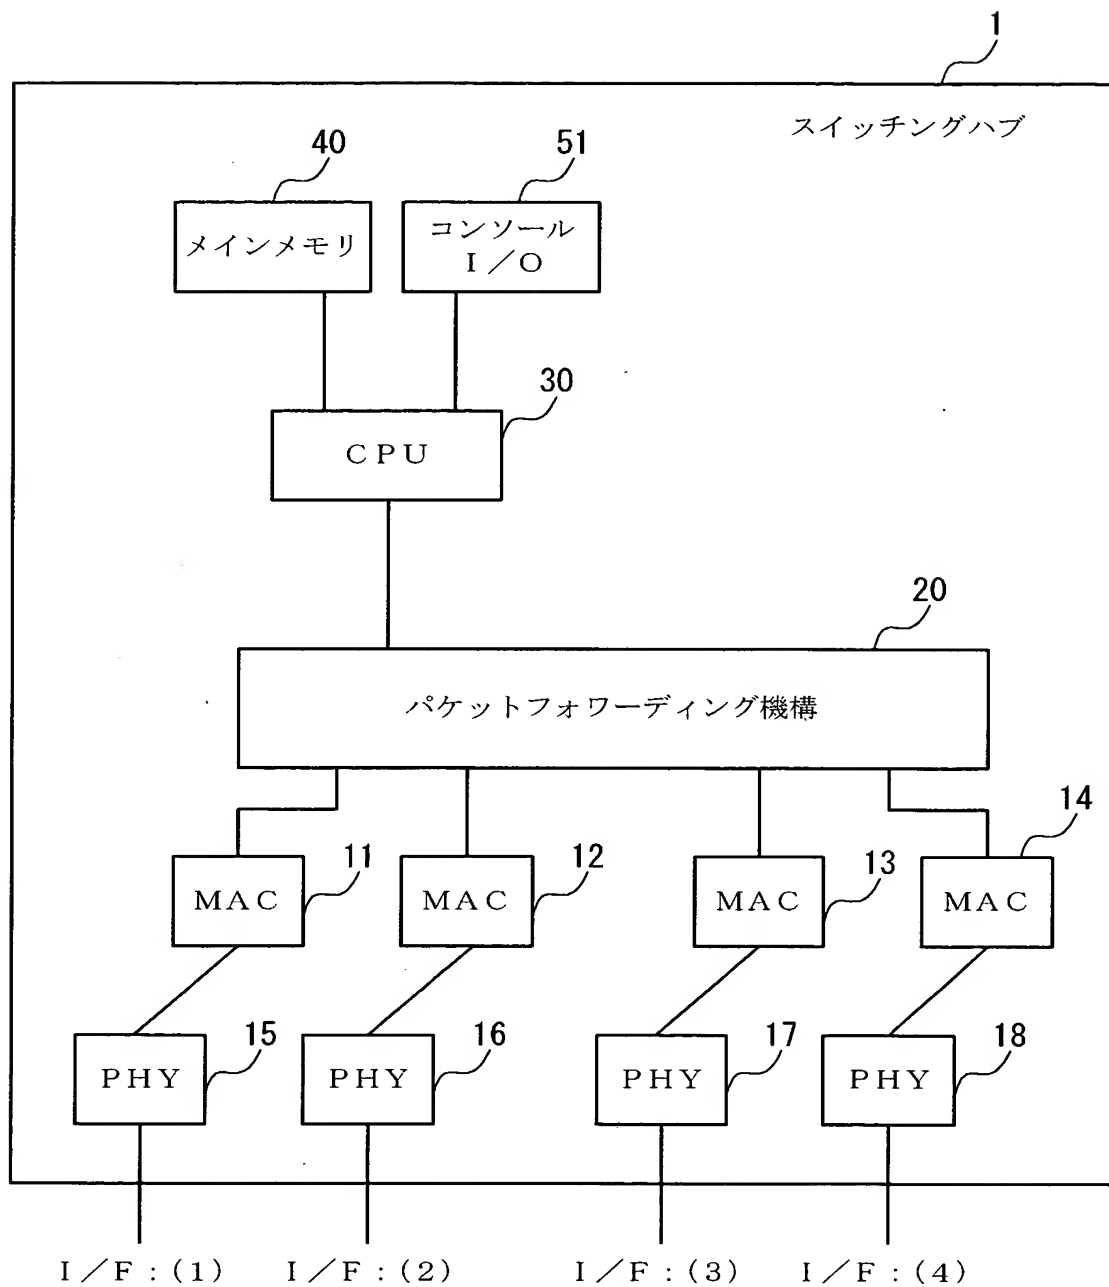 1
スイッチングハブ
40
51
メインメモリ
コンソール
I／O
30
CPU
20
パケットフォワーディング機構
14
11
12
13
MAC
MAC
MAC
MAC
15
16
17
18
PHY
PHY
PHY
PHY
I／F：(1)
I／F：(2)
I／F：(3)
I／F：(4)